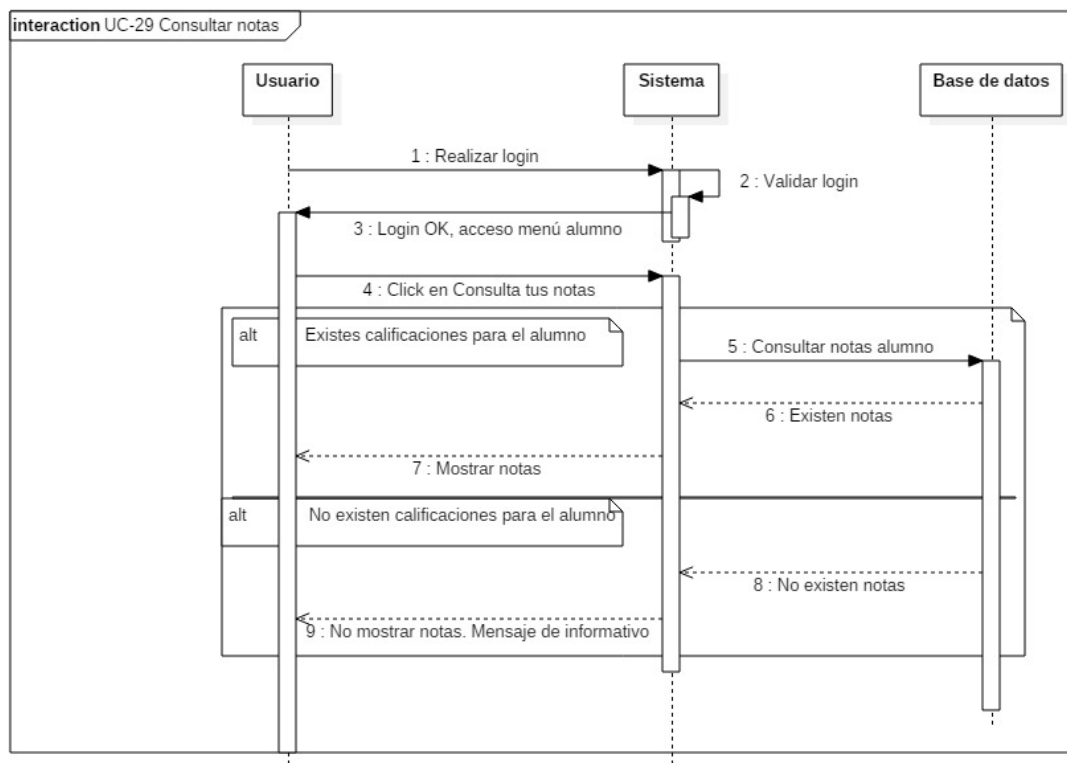 interaction UC-29 Consultar notas
Usuario
Sistema
Base de datos
1 : Realizar login
2 : Validar login
3 : Login OK, acceso menú alumno
4 : Click en Consulta tus notas
alt
Existes calificaciones para el alumno
5 : Consultar notas alumno
6 : Existen notas
7 : Mostrar notas
alt
No existen calificaciones para el alumno
8 : No existen notas
9 : No mostrar notas. Mensaje de informativo